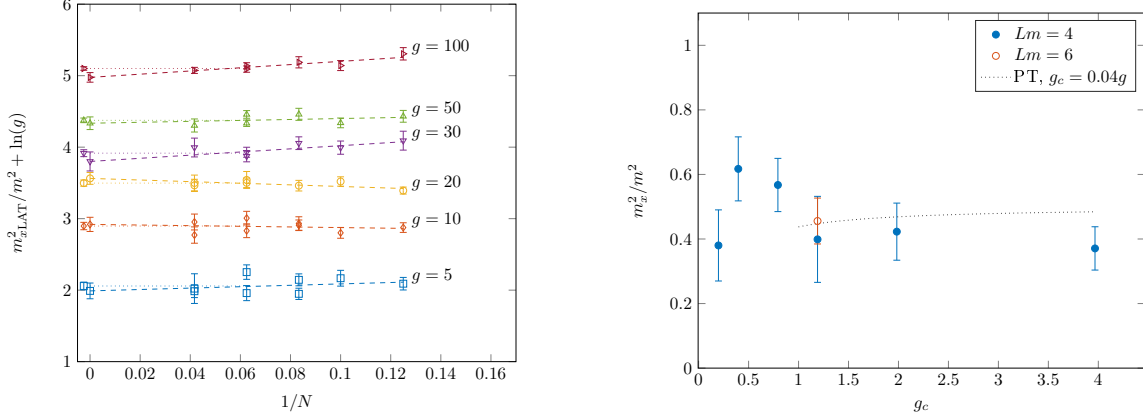 6
5
4
3
2
1
m²ₓLAT/m² + ln(g)
g = 100
g = 50
g = 30
g = 20
g = 10
g = 5
0 0.02 0.04 0.06 0.08 0.1 0.12 0.14 0.16
1/N
1
0.8
0.6
0.4
0.2
0
m²ₓ/m²
Lm = 4
Lm = 6
PT, g_c = 0.04g
0 0.5 1 1.5 2 2.5 3 3.5 4
g_c